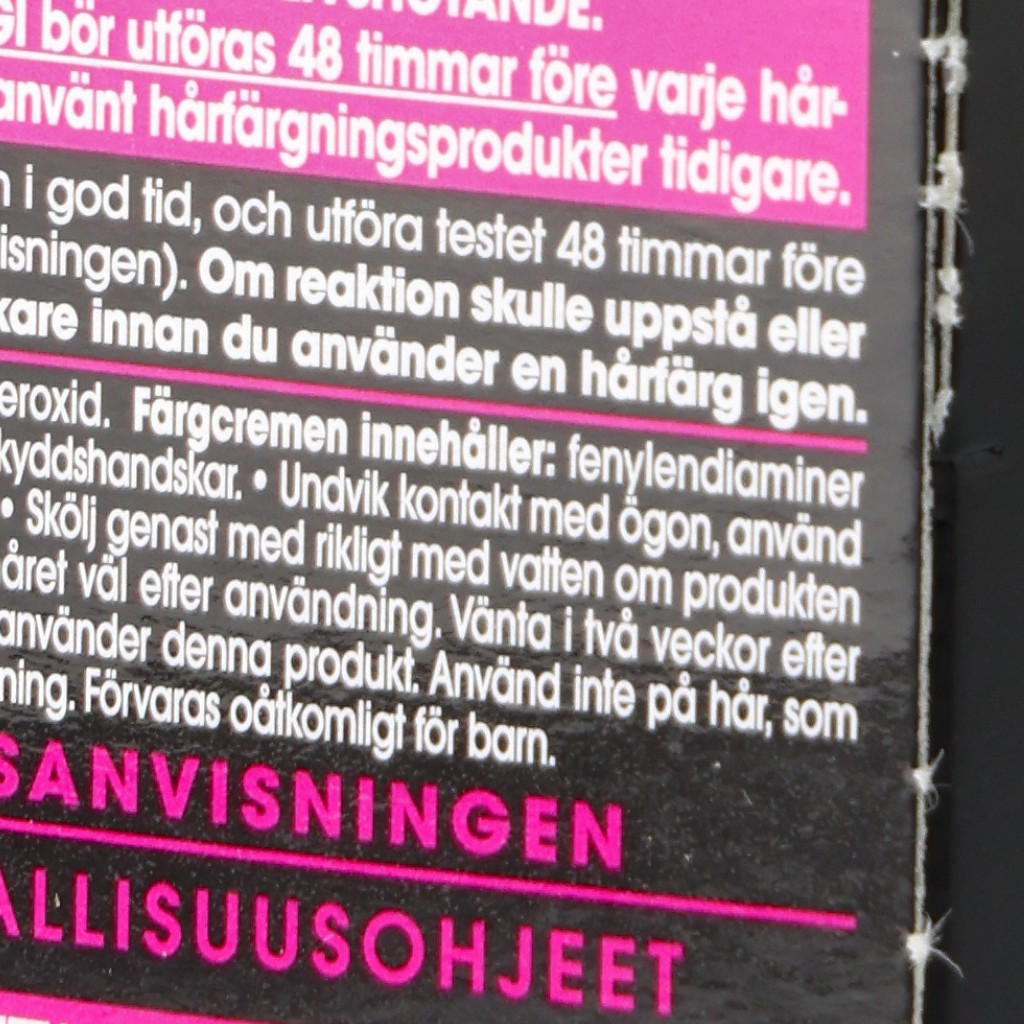 bör utföras 48 timmar före varje hår-
använt hårfärgningsprodukter tidigare.
i god tid, och utföra testet 48 timmar före
isningen). Om reaktion skulle uppstå eller
kare innan du använder en hårfärg igen.
eroxid. Färgcremen innehåller: fenylendiaminer
kyddshandskar. • Undvik kontakt med ögon, använd
• Skölj genast med rikligt med vatten om produkten
året väl efter användning. Vänta i två veckor efter
använder denna produkt. Använd inte på hår, som
ning. Förvaras oåtkomligt för barn.
SANVISNINGEN
ALLISUUSOHJEET